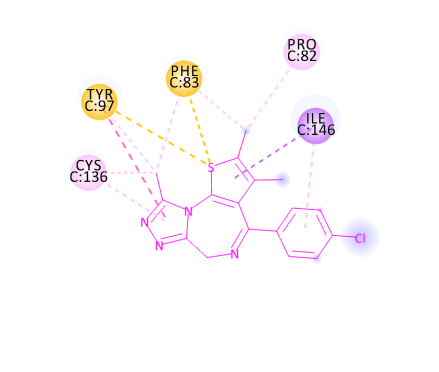 PRO
C:82
PHE
C:83
TYR
C:97
ILE
C:146
CYS
C:136
S
N
N
N
N
Cl